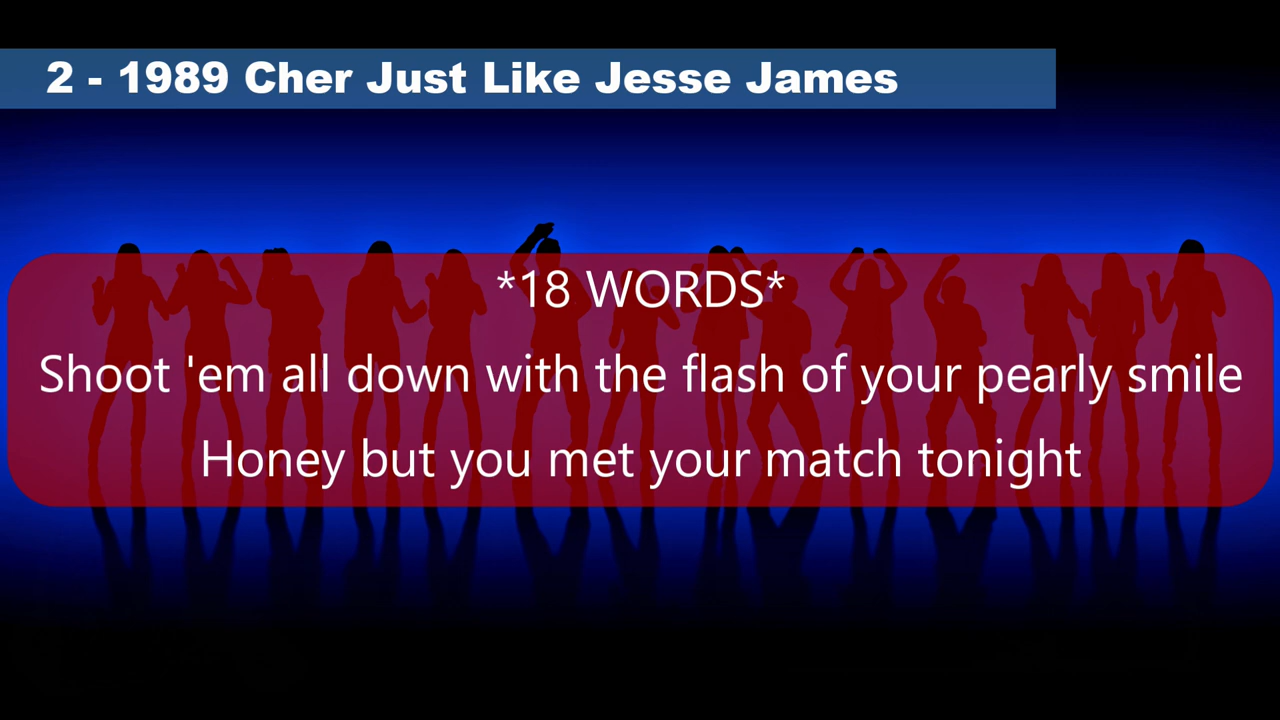 2 - 1989 Cher Just Like Jesse James
*18 WORDS*
Shoot 'em all down with the flash of your pearly smile
Honey but you met your match tonight